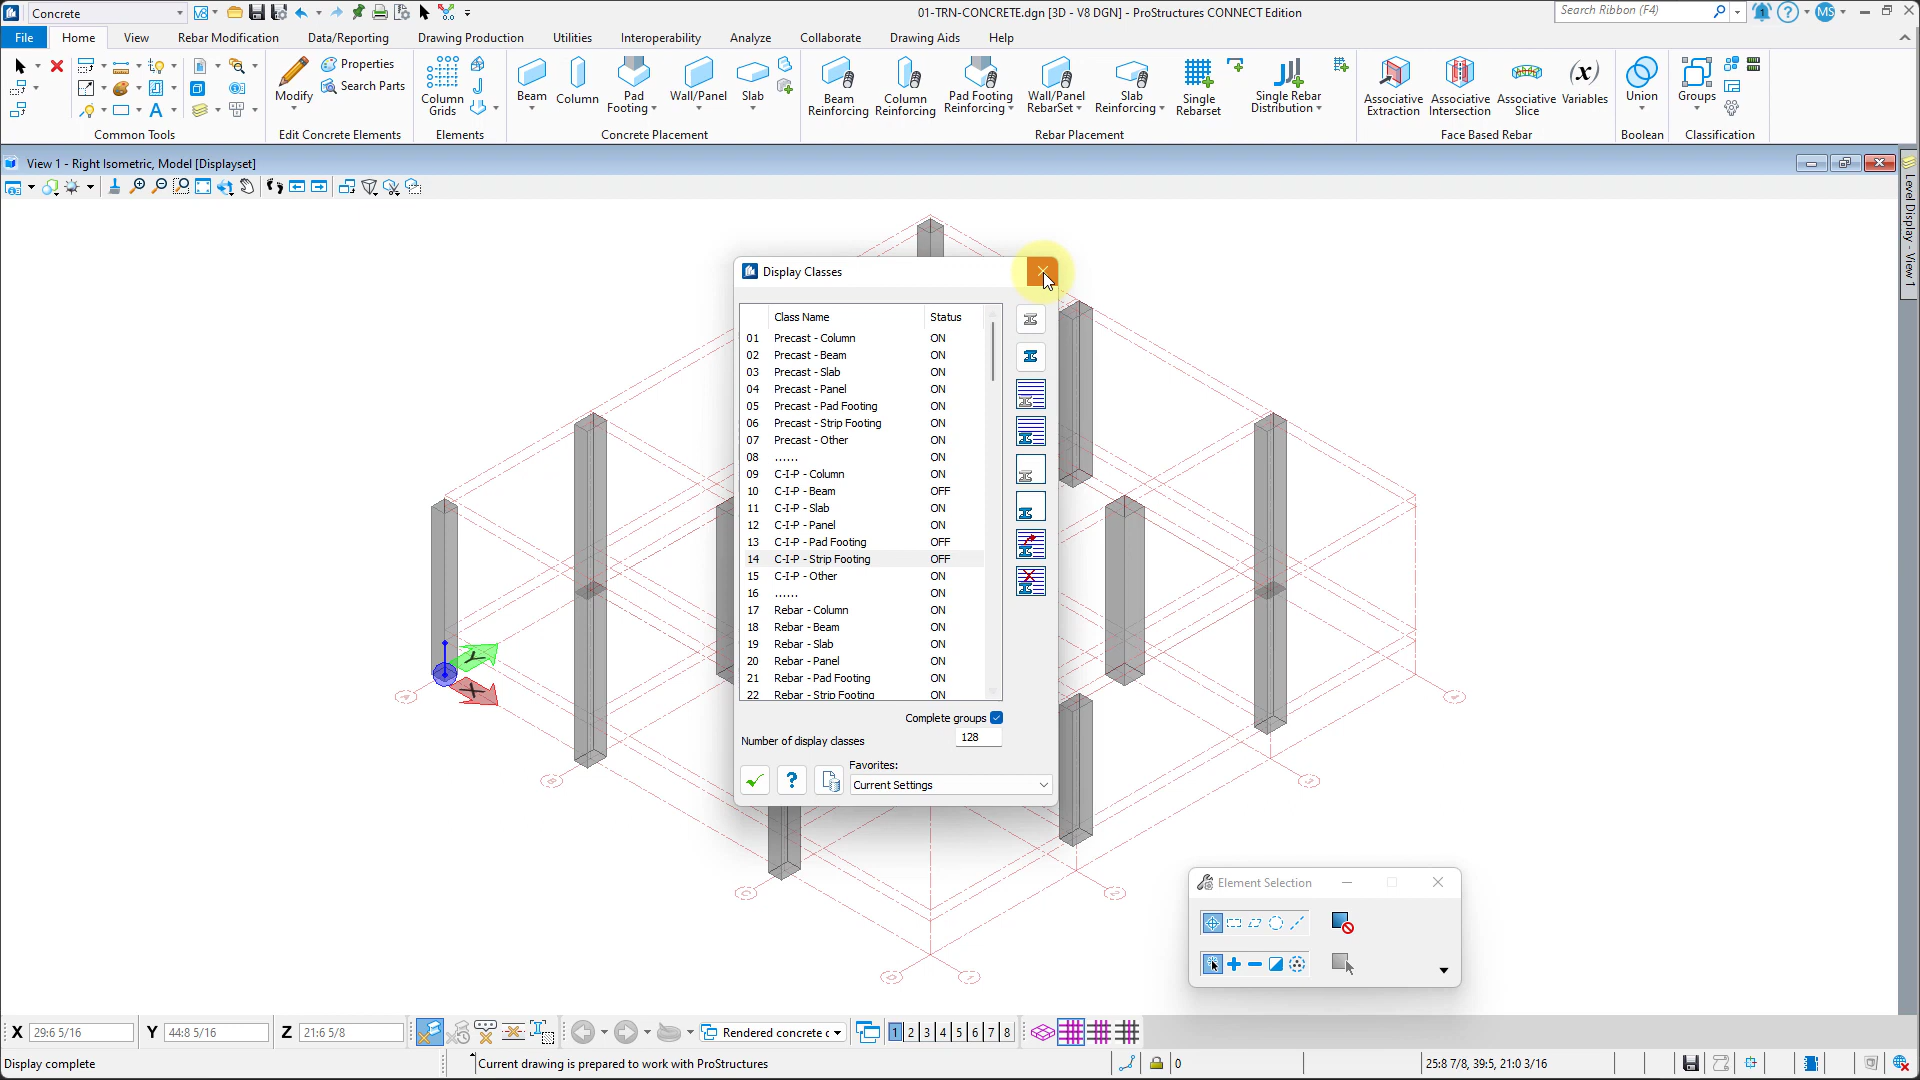 Concrete
01-TRN-CONCRETE.dgn [3D - V8 DGN] - ProStructures CONNECT Edition
Search Ribbon (F4)
MS
File
Home
View
Rebar Modification
Data/Reporting
Drawing Production
Utilities
Interoperability
Analyze
Collaborate
Drawing Aids
Help
Common Tools
Modify
Properties
Search Parts
Edit Concrete Elements
Column Grids
Elements
Beam
Column
Pad Footing
Wall/Panel
Slab
Concrete Placement
Beam Reinforcing
Column Reinforcing
Pad Footing Reinforcing
Wall/Panel RebarSet
Slab Reinforcing
Single Rebarset
Single Rebar Distribution
Rebar Placement
Associative Extraction
Associative Intersection
Associative Slice
Variables
Face Based Rebar
Union
Boolean
Groups
Classification
View 1 - Right Isometric, Model [Displayset]
Level Display - View 1
Display Classes
Class Name Status
01 Precast - Column ON
02 Precast - Beam ON
03 Precast - Slab ON
04 Precast - Panel ON
05 Precast - Pad Footing ON
06 Precast - Strip Footing ON
07 Precast - Other ON
08 ...... ON
09 C-I-P - Column ON
10 C-I-P - Beam OFF
11 C-I-P - Slab ON
12 C-I-P - Panel ON
13 C-I-P - Pad Footing OFF
14 C-I-P - Strip Footing OFF
15 C-I-P - Other ON
16 ...... ON
17 Rebar - Column ON
18 Rebar - Beam ON
19 Rebar - Slab ON
20 Rebar - Panel ON
21 Rebar - Pad Footing ON
22 Rebar - Strip Footing ON
Complete groups
Number of display classes 128
Favorites:
Current Settings
Y
X
A
B
C
D
1
2
3
4
Element Selection
X 29:6 5/16
Y 44:8 5/16
Z 21:6 5/8
Rendered concrete c
1 2 3 4 5 6 7 8
Display complete
Current drawing is prepared to work with ProStructures
0
25:8 7/8, 39:5, 21:0 3/16